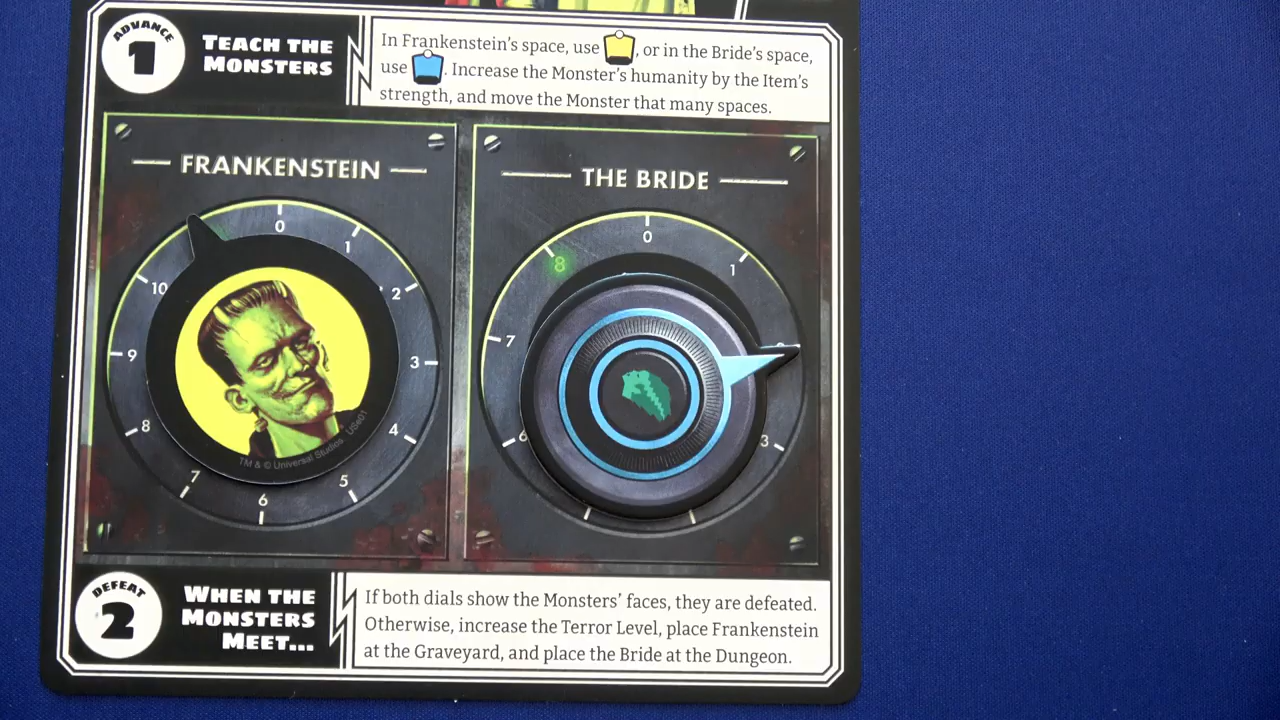 ADVANCE
1
TEACH THE
MONSTERS
In Frankenstein's space, use , or in the Bride's space,
use . Increase the Monster's humanity by the Item's
strength, and move the Monster that many spaces.
FRANKENSTEIN
0
1
2
3
4
5
6
7
8
9
10
TM & © Universal Studios. USe01
THE BRIDE
0
1
3
6
7
8
DEFEAT
2
WHEN THE
MONSTERS
MEET...
If both dials show the Monsters' faces, they are defeated.
Otherwise, increase the Terror Level, place Frankenstein
at the Graveyard, and place the Bride at the Dungeon.